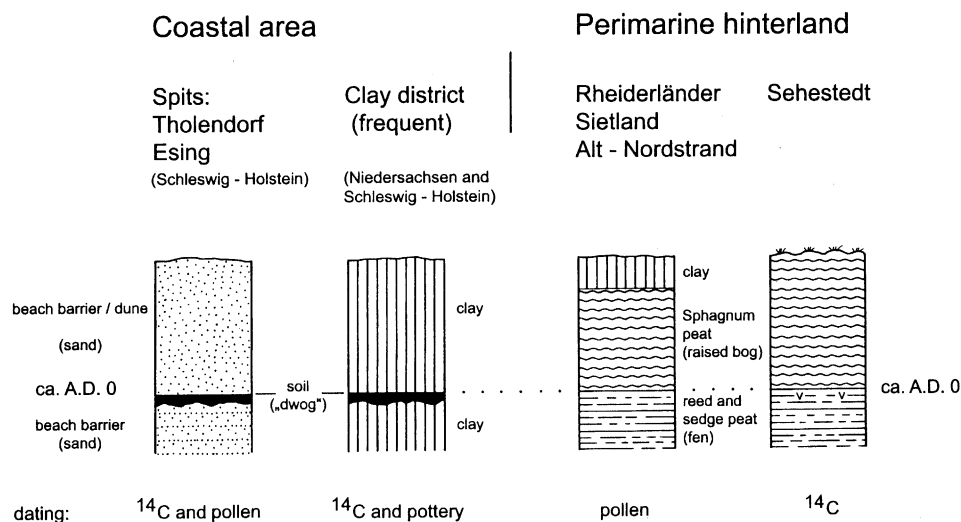 Coastal area
Perimarine hinterland
Spits:
Tholendorf
Esing
(Schleswig - Holstein)
Clay district
(frequent)
(Niedersachsen and
Schleswig - Holstein)
Rheiderländer
Sietland
Alt - Nordstrand
Sehestedt
beach barrier / dune
(sand)
ca. A.D. 0
beach barrier
(sand)
soil
(„dwog")
clay
clay
clay
Sphagnum
peat
(raised bog)
reed and
sedge peat
(fen)
ca. A.D. 0
dating:
¹⁴C and pollen
¹⁴C and pottery
pollen
¹⁴C